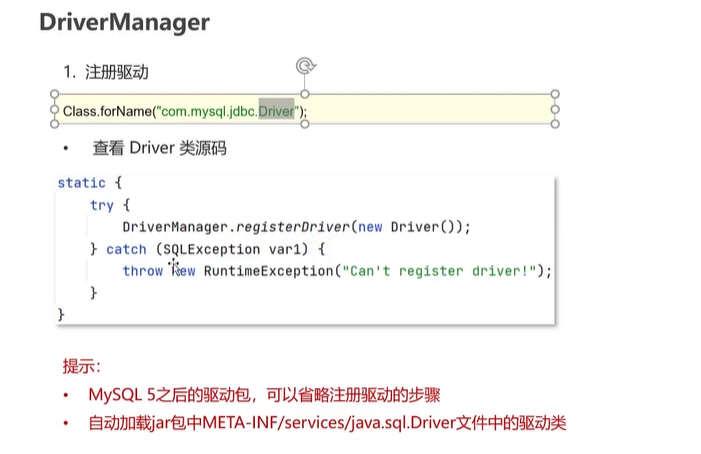 DriverManager
1. 注册驱动
Class.forName("com.mysql.jdbc.Driver");
• 查看 Driver 类源码
static {
try {
DriverManager.registerDriver(new Driver());
} catch (SQLException var1) {
throw new RuntimeException("Can't register driver!");
}
}
提示：
• MySQL 5之后的驱动包，可以省略注册驱动的步骤
• 自动加载jar包中META-INF/services/java.sql.Driver文件中的驱动类